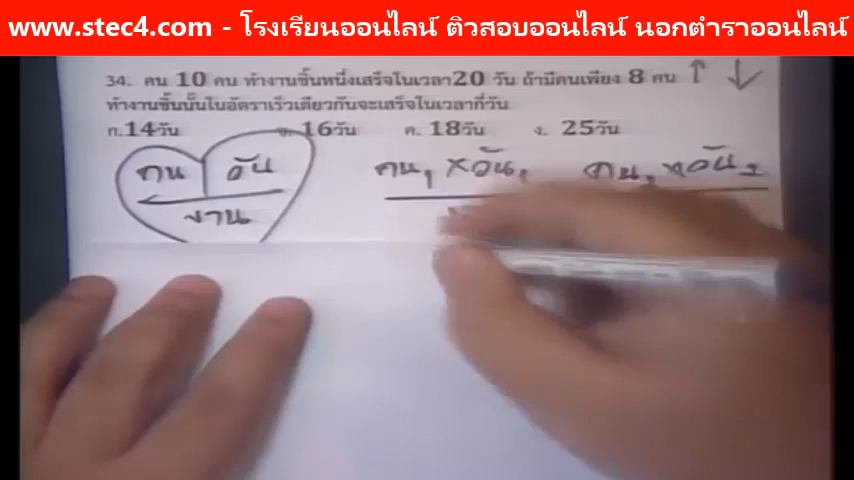 www.stec4.com - โรงเรียนออนไลน์ ติวสอบออนไลน์ นอกตำราออนไลน์
34. คน 10 คน ทำงานชิ้นหนึ่งเสร็จในเวลา20 วัน ถ้ามีคนเพียง 8 คน
ทำงานชิ้นนั้นในอัตราเร็วเดียวกันจะเสร็จในเวลากี่วัน
ก.14วัน ข. 16วัน ค. 18วัน ง. 25วัน
คน วัน คน₁ ×วัน₁ คน₂ ×วัน₂
งาน